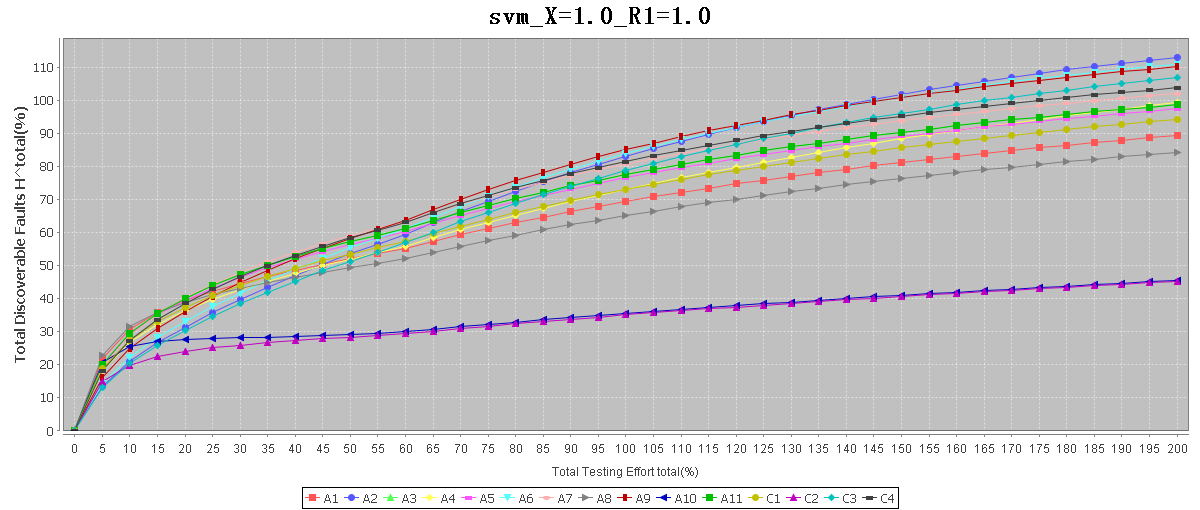 svm_X=1.0_R1=1.0
Total Discoverable Faults H^total(%)
110
100
90
80
70
60
50
40
30
20
10
0
0 5 10 15 20 25 30 35 40 45 50 55 60 65 70 75 80 85 90 95 100 105 110 115 120 125 130 135 140 145 150 155 160 165 170 175 180 185 190 195 200
Total Testing Effort total(%)
A1 A2 A3 A4 A5 A6 A7 A8 A9 A10 A11 C1 C2 C3 C4